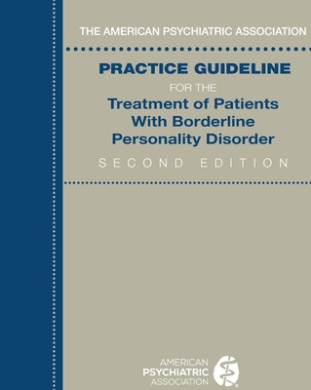 THE AMERICAN PSYCHIATRIC ASSOCIATION
PRACTICE GUIDELINE
FOR THE
Treatment of Patients
With Borderline
Personality Disorder
SECOND EDITION
AMERICAN
PSYCHIATRIC
ASSOCIATION